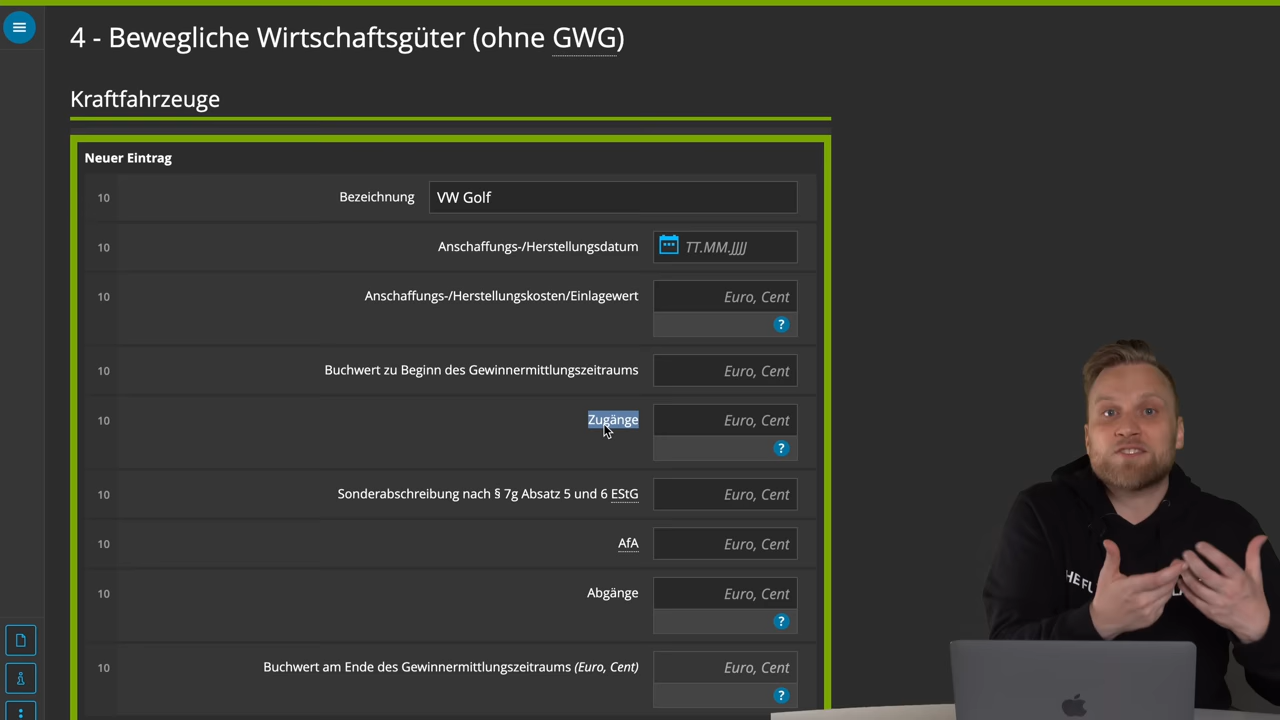 4 - Bewegliche Wirtschaftsgüter (ohne GWG)
Kraftfahrzeuge
Neuer Eintrag
10 Bezeichnung VW Golf
10 Anschaffungs-/Herstellungsdatum TT.MM.JJJJ
10 Anschaffungs-/Herstellungskosten/Einlagewert Euro, Cent
?
10 Buchwert zu Beginn des Gewinnermittlungszeitraums Euro, Cent
10 Zugänge Euro, Cent
?
10 Sonderabschreibung nach § 7g Absatz 5 und 6 EStG Euro, Cent
10 AfA Euro, Cent
10 Abgänge Euro, Cent
?
10 Buchwert am Ende des Gewinnermittlungszeitraums (Euro, Cent) Euro, Cent
?